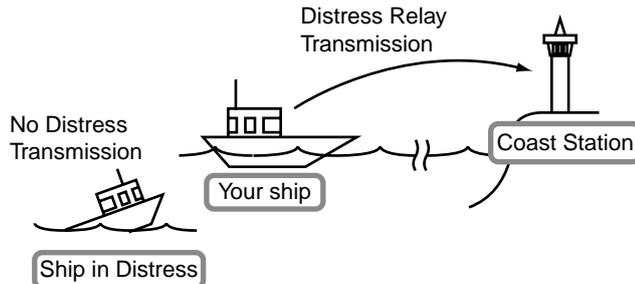 Distress Relay
Transmission
No Distress
Transmission
Coast Station
Your ship
Ship in Distress